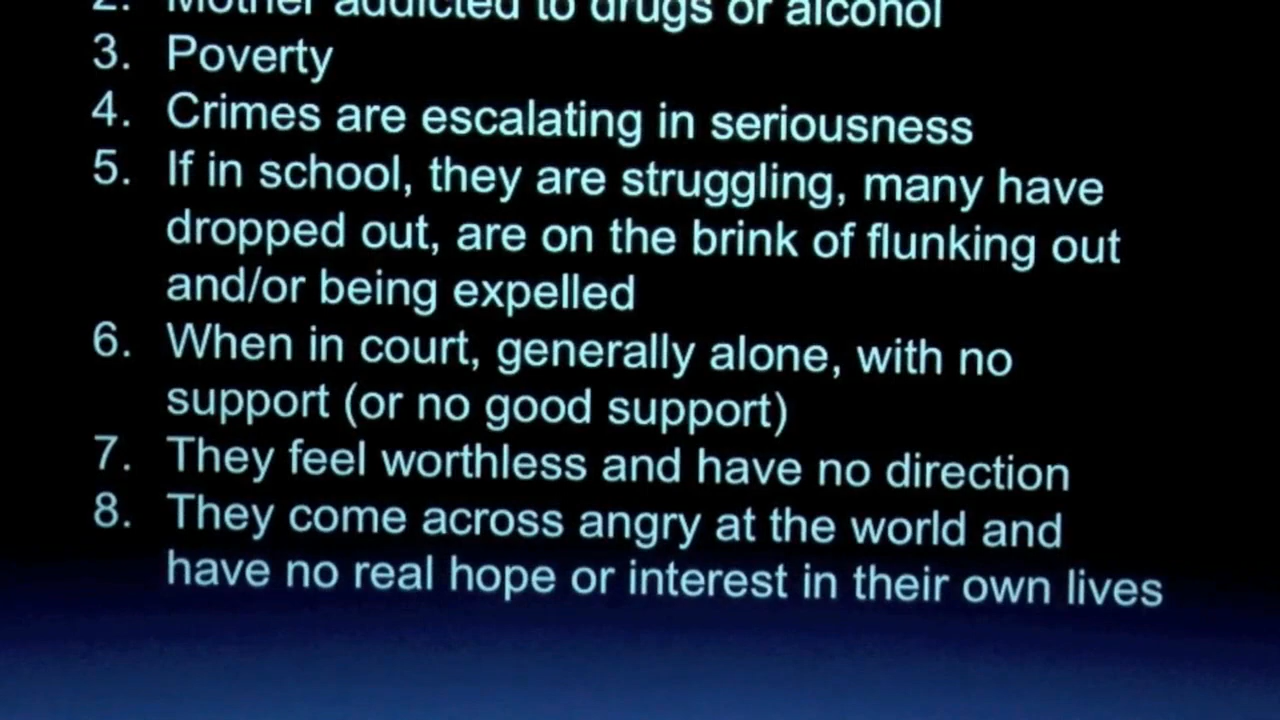 2. Mother addicted to drugs or alcohol
3. Poverty
4. Crimes are escalating in seriousness
5. If in school, they are struggling, many have
dropped out, are on the brink of flunking out
and/or being expelled
6. When in court, generally alone, with no
support (or no good support)
7. They feel worthless and have no direction
8. They come across angry at the world and
have no real hope or interest in their own lives